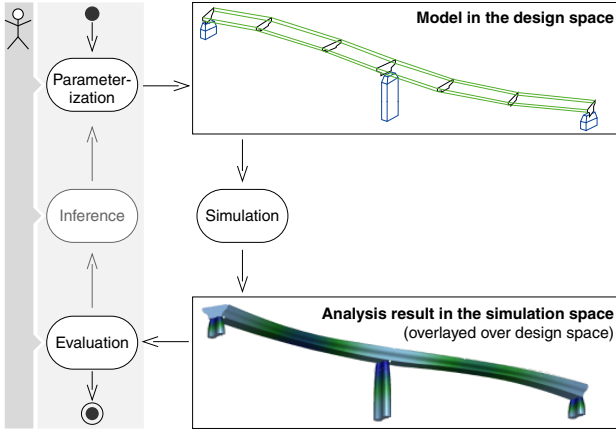 Model in the design space
Parameter-
ization
Inference
Simulation
Analysis result in the simulation space
(overlayed over design space)
Evaluation